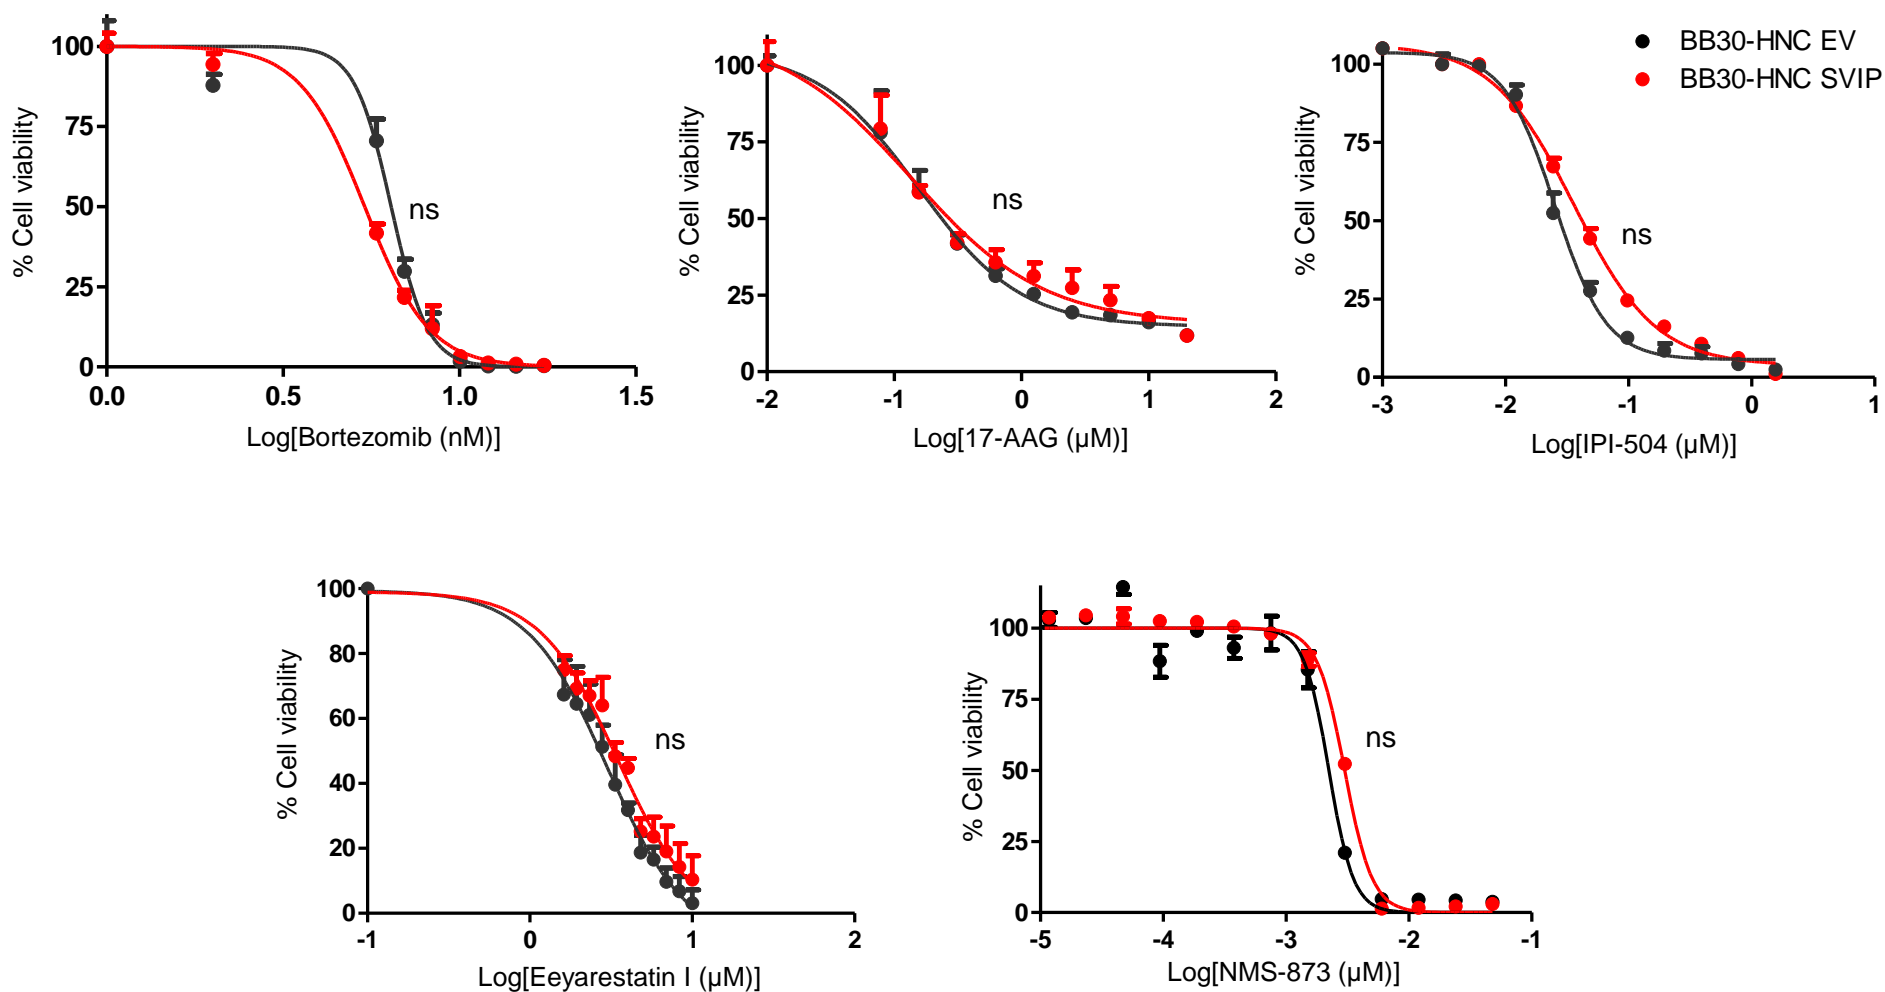 BB30-HNC EV
BB30-HNC SVIP
% Cell viability
100
75
50
25
0
ns
0.0 0.5 1.0 1.5
Log[Bortezomib (nM)]
% Cell viability
100
75
50
25
0
ns
-2 -1 0 1 2
Log[17-AAG (µM)]
% Cell viability
100
75
50
25
0
ns
-3 -2 -1 0 1
Log[IPI-504 (µM)]
% Cell viability
100
80
60
40
20
0
ns
-1 0 1 2
Log[Eeyarestatin I (µM)]
% Cell viability
100
75
50
25
0
ns
-5 -4 -3 -2 -1
Log[NMS-873 (µM)]